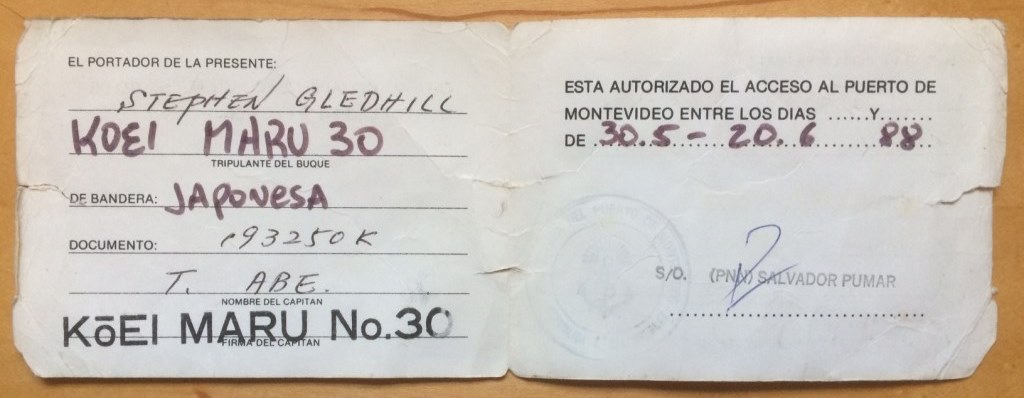 EL PORTADOR DE LA PRESENTE:
STEPHEN GLEDHILL
KOEI MARU 30
TRIPULANTE DEL BUQUE
DE BANDERA: JAPONESA
DOCUMENTO: 093250K
T. ABE.
NOMBRE DEL CAPITAN
KōEI MARU No.30
FIRMA DEL CAPITAN
ESTA AUTORIZADO EL ACCESO AL PUERTO DE
MONTEVIDEO ENTRE LOS DIAS ......Y.......
DE .30.5-20.6 88
S/O. (PNN) SALVADOR PUMAR